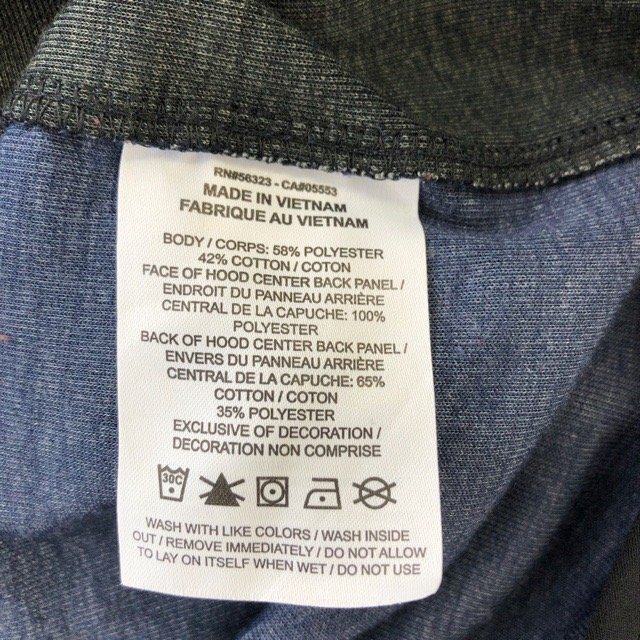 RN#56323 - CA#05553
MADE IN VIETNAM
FABRIQUE AU VIETNAM
BODY / CORPS: 58% POLYESTER
42% COTTON / COTON
FACE OF HOOD CENTER BACK PANEL /
ENDROIT DU PANNEAU ARRIÈRE
CENTRAL DE LA CAPUCHE: 100%
POLYESTER
BACK OF HOOD CENTER BACK PANEL /
ENVERS DU PANNEAU ARRIÈRE
CENTRAL DE LA CAPUCHE: 65%
COTTON / COTON
35% POLYESTER
EXCLUSIVE OF DECORATION /
DECORATION NON COMPRISE
30C
WASH WITH LIKE COLORS / WASH INSIDE
OUT / REMOVE IMMEDIATELY / DO NOT ALLOW
TO LAY ON ITSELF WHEN WET / DO NOT USE